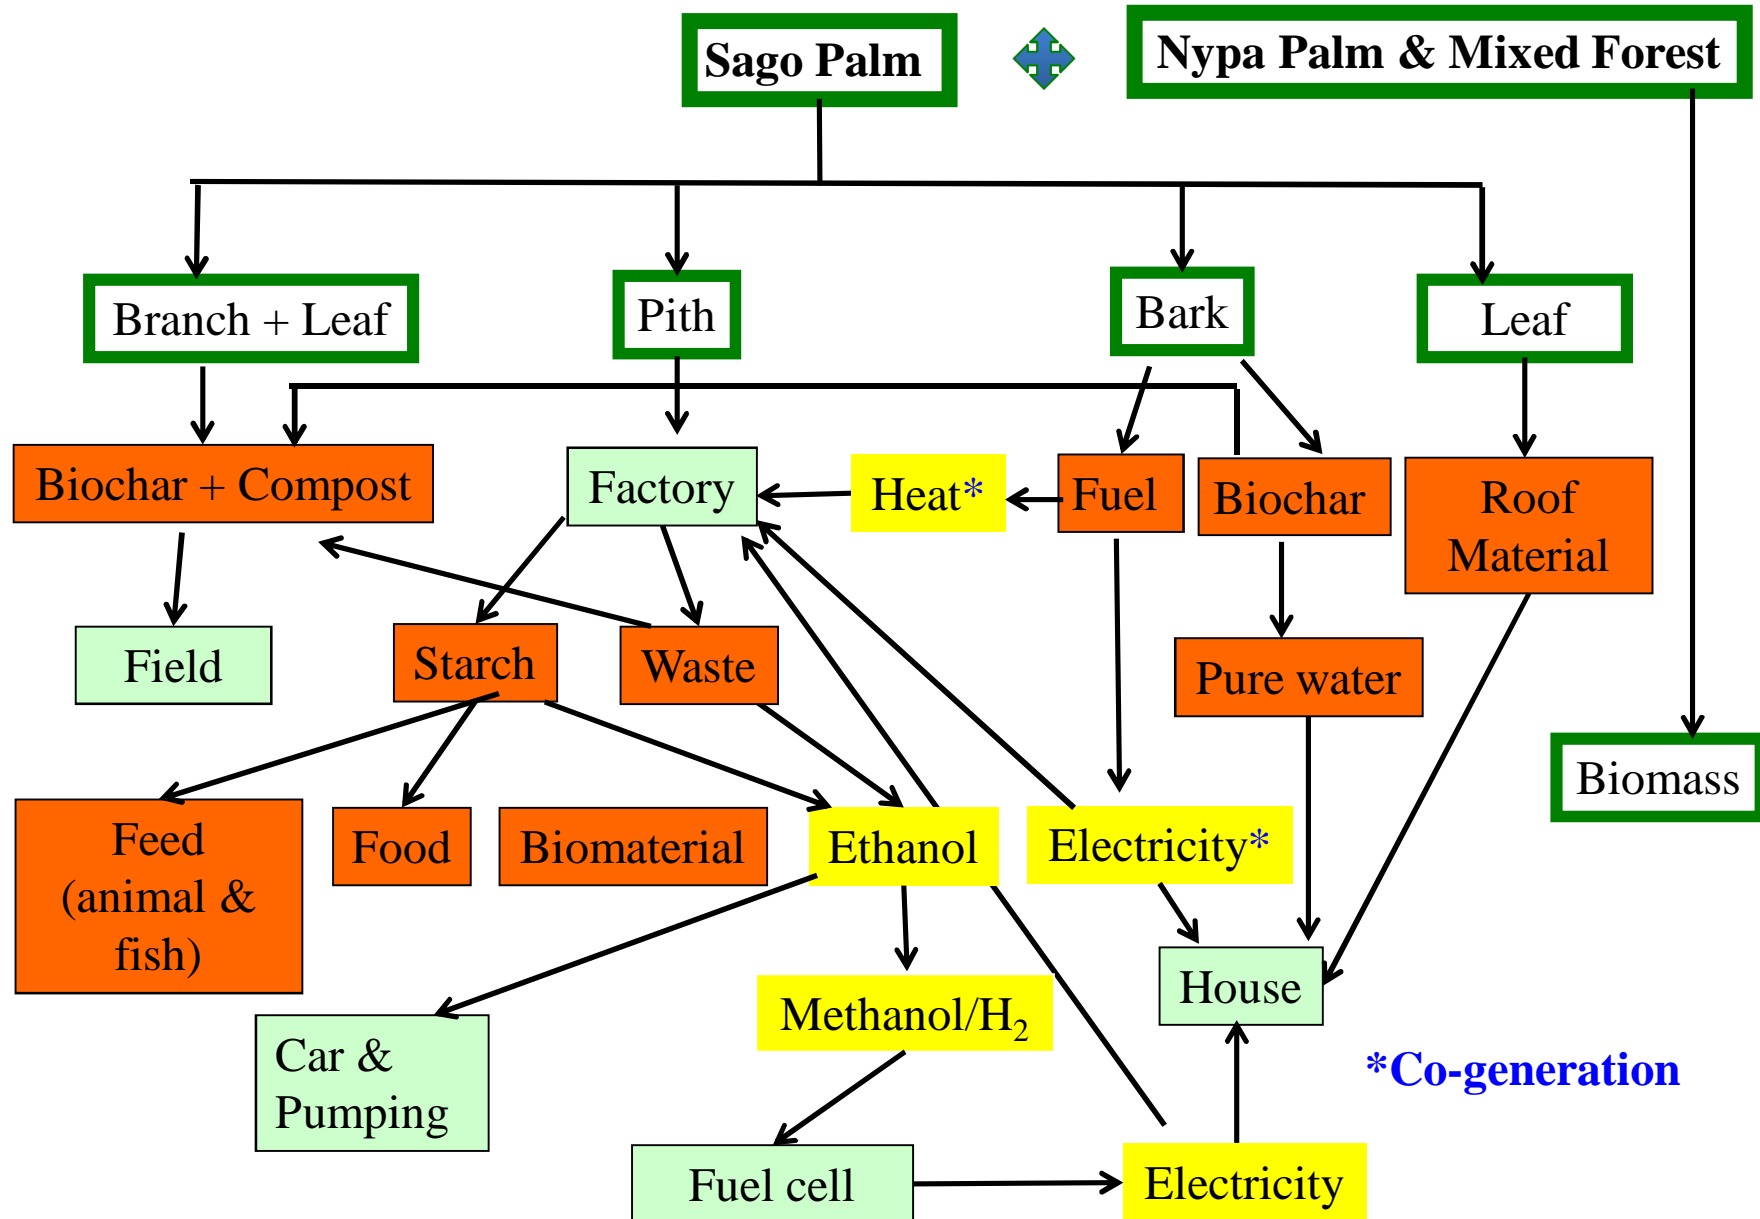 Sago Palm
Nypa Palm & Mixed Forest
Branch + Leaf
Pith
Bark
Leaf
Biochar + Compost
Factory
Heat*
Fuel
Biochar
Roof
Material
Field
Starch
Waste
Pure water
Biomass
Feed
(animal &
fish)
Food
Biomaterial
Ethanol
Electricity*
House
Methanol/H₂
Car &
Pumping
*Co-generation
Fuel cell
Electricity